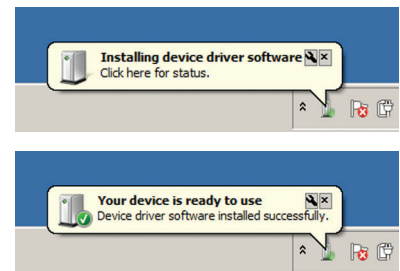 Installing device driver software
Click here for status.
Your device is ready to use
Device driver software installed successfully.